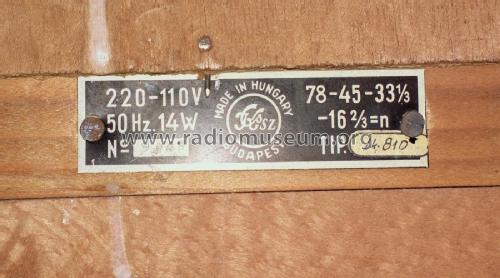 220-110V
50Hz. 14W
Nº
MADE IN HUNGARY
BUDAPEST
78-45-33⅓
-16⅔=n
TIP.
www.radiomuseum.org